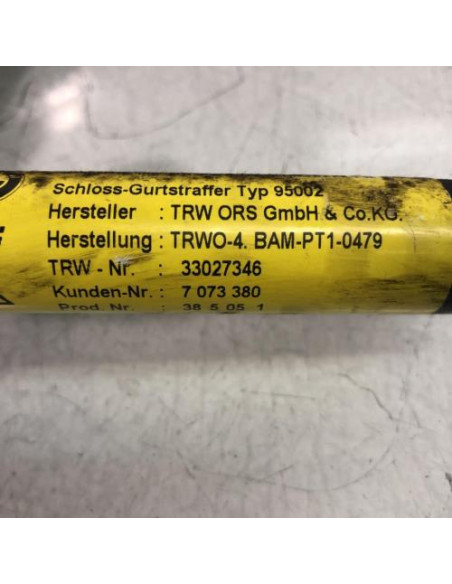 Schloss-Gurtstraffer Typ 95002
Hersteller : TRW ORS GmbH & Co.KG.
Herstellung : TRWO-4. BAM-PT1-0479
TRW - Nr. : 33027346
Kunden-Nr. : 7 073 380
Prod. Nr. : 38 5 05 1